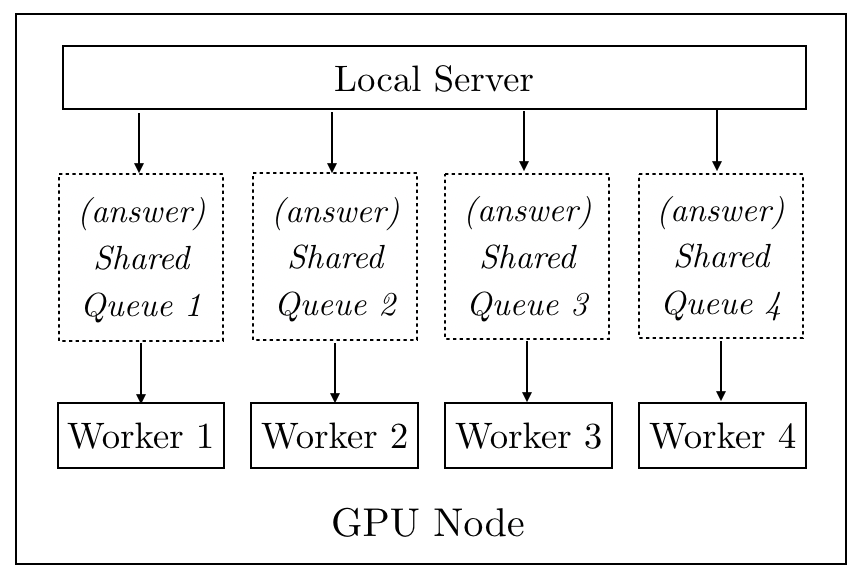 Local Server
(answer)
Shared
Queue 1
(answer)
Shared
Queue 2
(answer)
Shared
Queue 3
(answer)
Shared
Queue 4
Worker 1
Worker 2
Worker 3
Worker 4
GPU Node